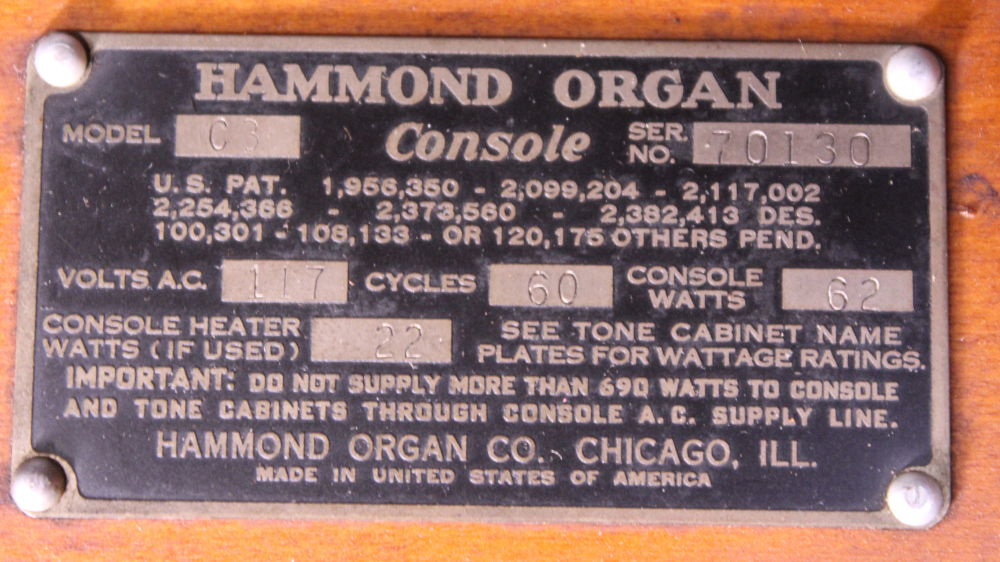 HAMMOND ORGAN
MODEL C3 Console SER. NO. 70130
U.S. PAT. 1,956,350 - 2,099,204 - 2,117,002
2,254,366 - 2,373,560 - 2,382,413 DES.
100,301 - 108,133 - OR 120,175 OTHERS PEND.
VOLTS A.C. 117 CYCLES 60 CONSOLE WATTS 62
CONSOLE HEATER WATTS (IF USED) 22
SEE TONE CABINET NAME
PLATES FOR WATTAGE RATINGS.
IMPORTANT: DO NOT SUPPLY MORE THAN 690 WATTS TO CONSOLE
AND TONE CABINETS THROUGH CONSOLE A.C. SUPPLY LINE.
HAMMOND ORGAN CO. CHICAGO, ILL.
MADE IN UNITED STATES OF AMERICA